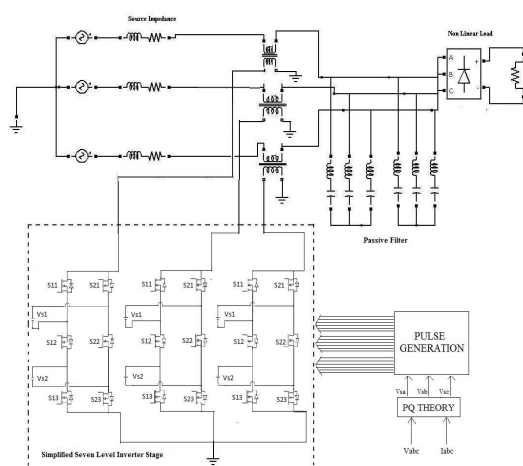 Source Impedance
Non Linear Load
A
B
C
+
-
Passive Filter
S11
S21
S11
S21
S11
S21
Vs1
Vs1
Vs1
S12
S22
S12
S22
S12
S22
Vs2
Vs2
Vs2
S13
S23
S13
S23
S13
S23
Simplified Seven Level Inverter Stage
PULSE
GENERATION
Vsa
Vsb
Vsc
PQ THEORY
Vabc
Iabc